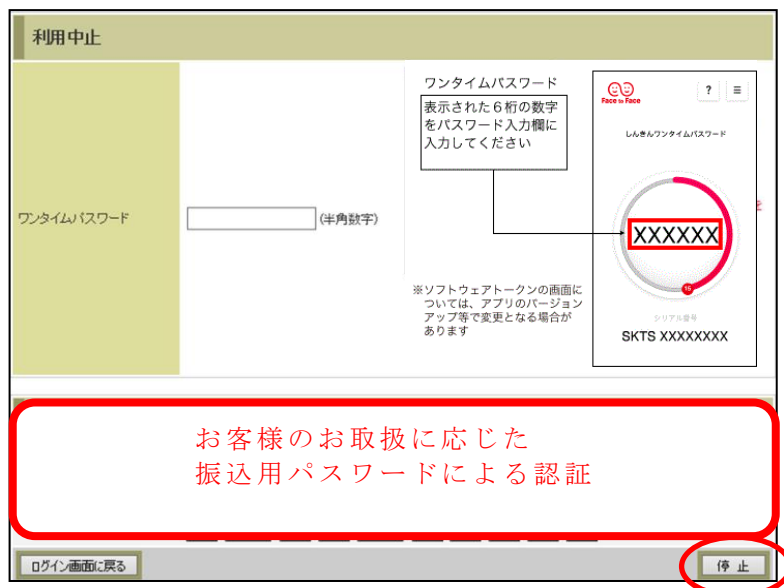 利用中止
ワンタイムパスワード
(半角数字)
ワンタイムパスワード
表示された6桁の数字
をパスワード入力欄に
入力してください
※ソフトウェアトークンの画面に
ついては、アプリのバージョン
アップ等で変更となる場合が
あります
Face to Face
?
しんきんワンタイムパスワード
XXXXXX
15
シリアル番号
SKTS XXXXXXXX
お客様のお取扱に応じた
振込用パスワードによる認証
ログイン画面に戻る
停 止